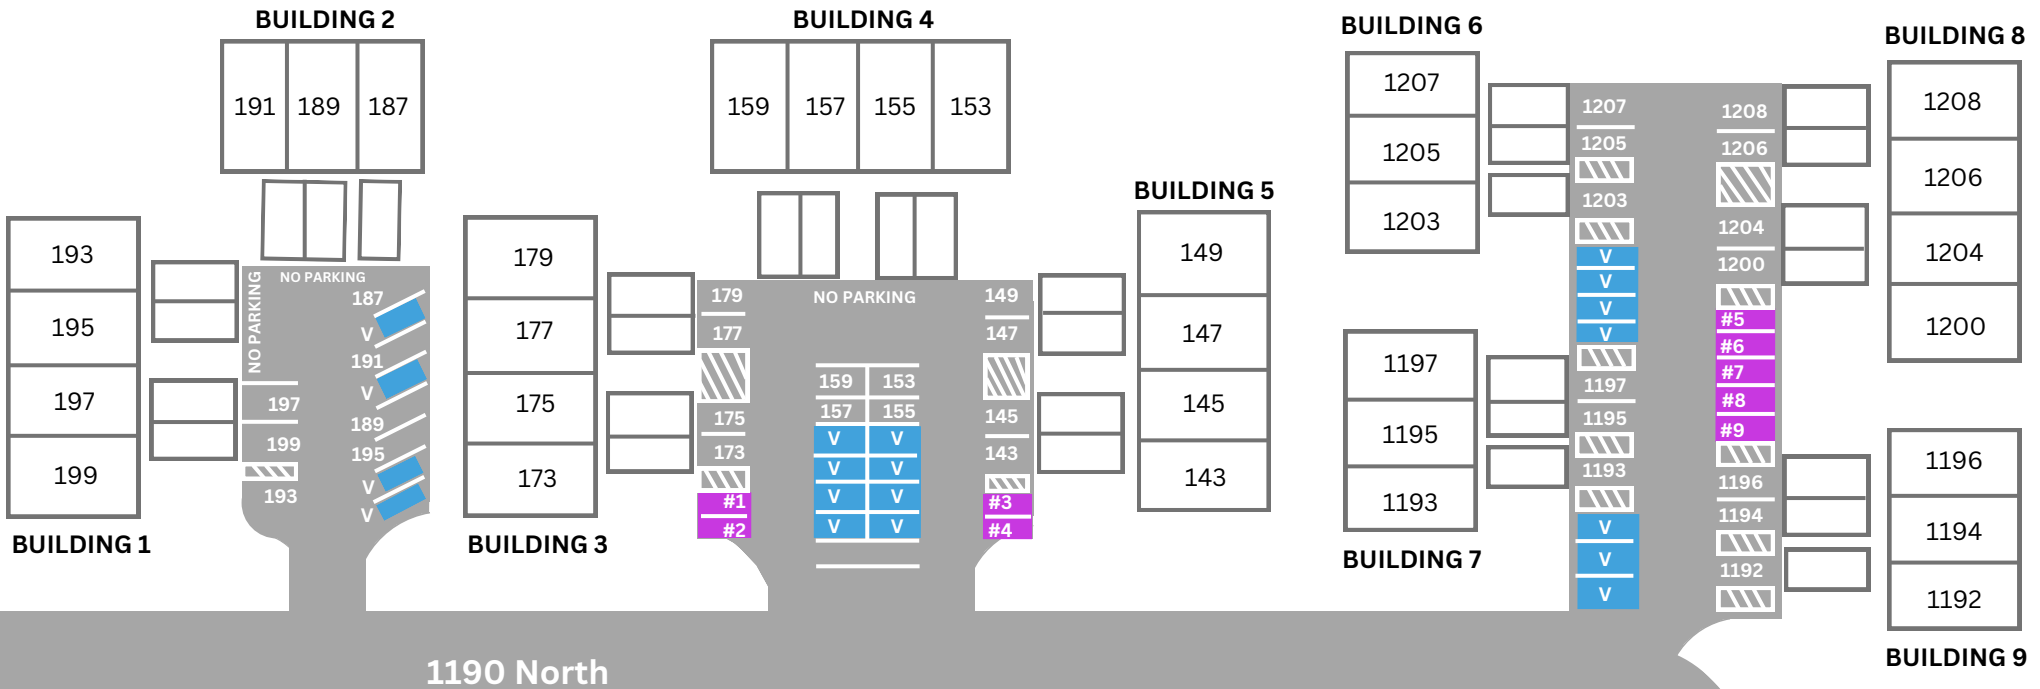 BUILDING 2
191 189 187
BUILDING 1
193
195
197
199
NO PARKING
NO PARKING
187
V
191
V
189
195
V
V
197
199
193
BUILDING 4
159 157 155 153
BUILDING 3
179
177
175
173
NO PARKING
179
177
175
173
#1
#2
159 153
157 155
V V
V V
V V
V V
149
147
145
143
#3
#4
BUILDING 5
149
147
145
143
BUILDING 6
1207
1205
1203
1207
1205
1203
V
V
V
V
BUILDING 7
1197
1195
1193
1197
1195
1193
V
V
V
1208
1206
1204
1200
#5
#6
#7
#8
#9
1196
1194
1192
BUILDING 8
1208
1206
1204
1200
1196
1194
1192
BUILDING 9
1190 North